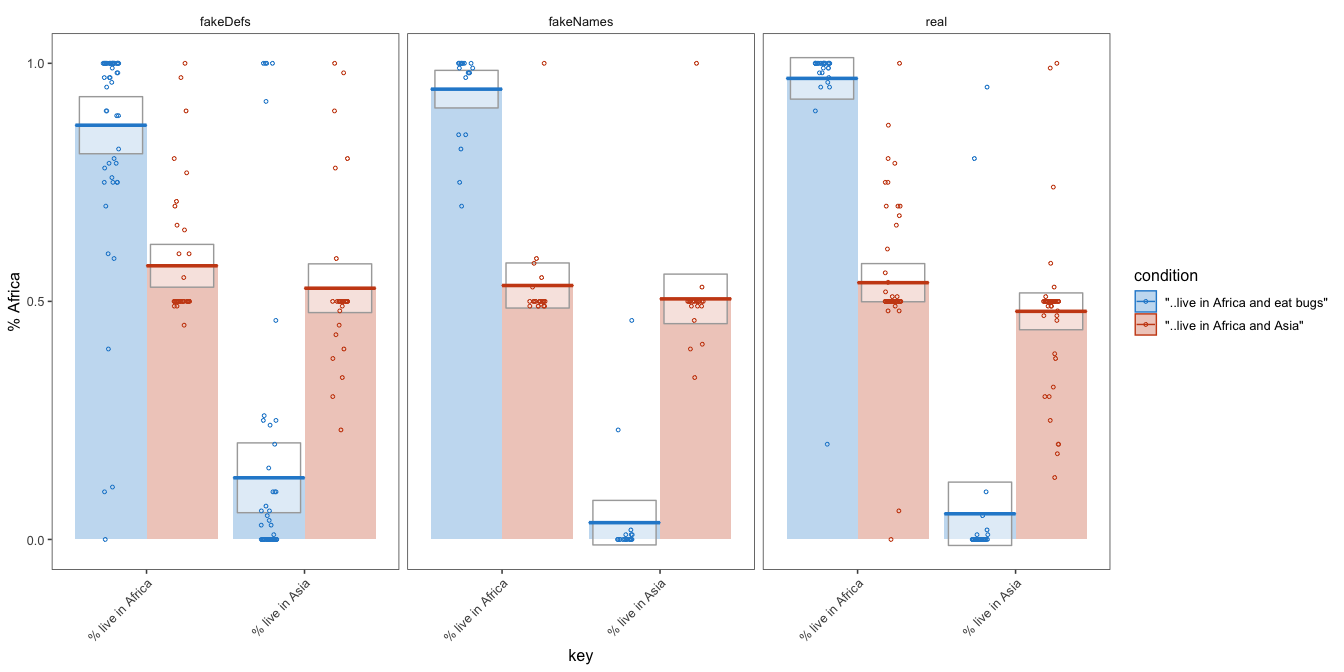 fakeDefs
fakeNames
real
% Africa
1.0
0.5
0.0
% live in Africa
% live in Asia
% live in Africa
% live in Asia
% live in Africa
% live in Asia
key
condition
"..live in Africa and eat bugs"
"..live in Africa and Asia"